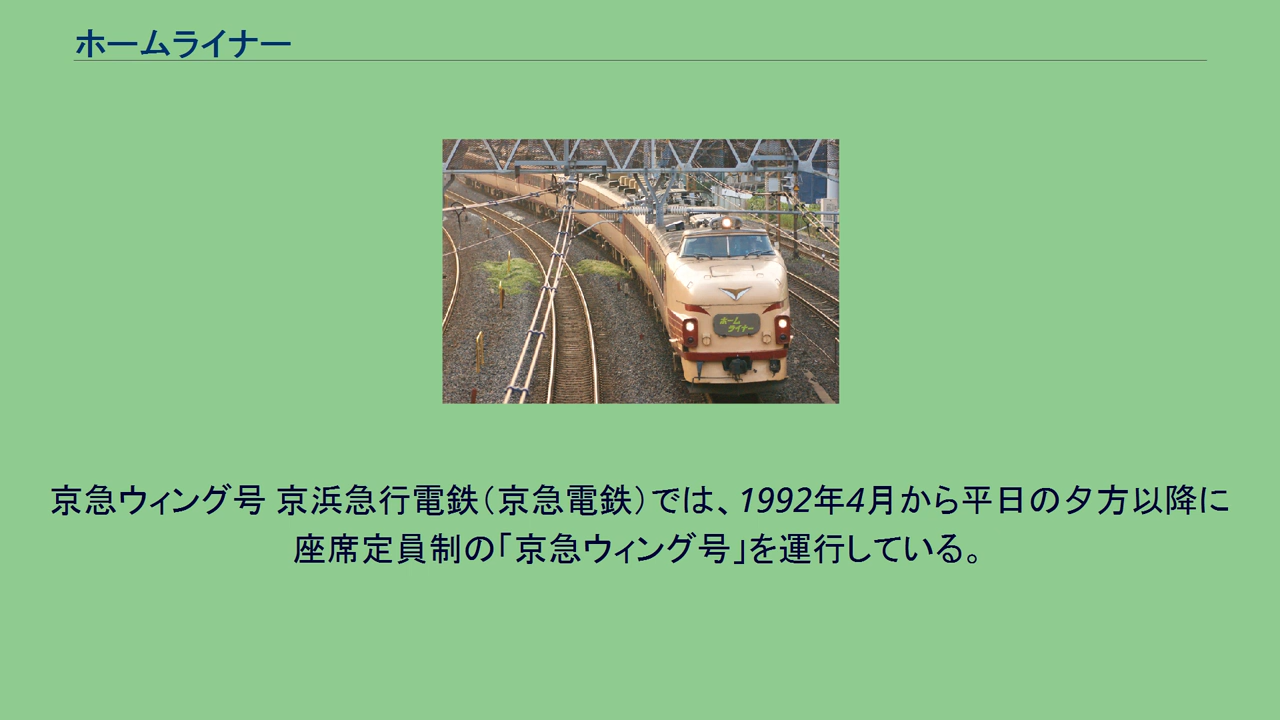 ホームライナー
ホーム
ライナー
京急ウィング号 京浜急行電鉄（京急電鉄）では、1992年4月から平日の夕方以降に
座席定員制の「京急ウィング号」を運行している。